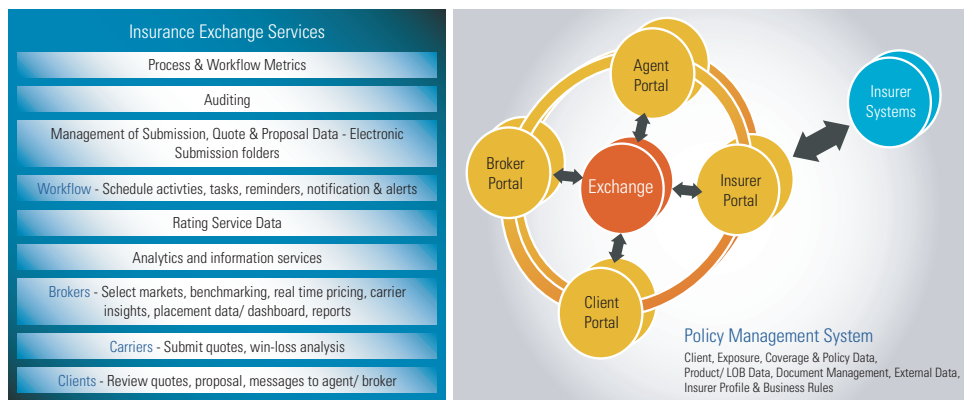 Insurance Exchange Services
Process & Workflow Metrics
Auditing
Management of Submission, Quote & Proposal Data - Electronic
Submission folders
Workflow - Schedule activties, tasks, reminders, notification & alerts
Rating Service Data
Analytics and information services
Brokers - Select markets, benchmarking, real time pricing, carrier
insights, placement data/ dashboard, reports
Carriers - Submit quotes, win-loss analysis
Clients - Review quotes, proposal, messages to agent/ broker
Agent
Portal
Insurer
Systems
Broker
Portal
Exchange
Insurer
Portal
Client
Portal
Policy Management System
Client, Exposure, Coverage & Policy Data,
Product/ LOB Data, Document Management, External Data,
Insurer Profile & Business Rules